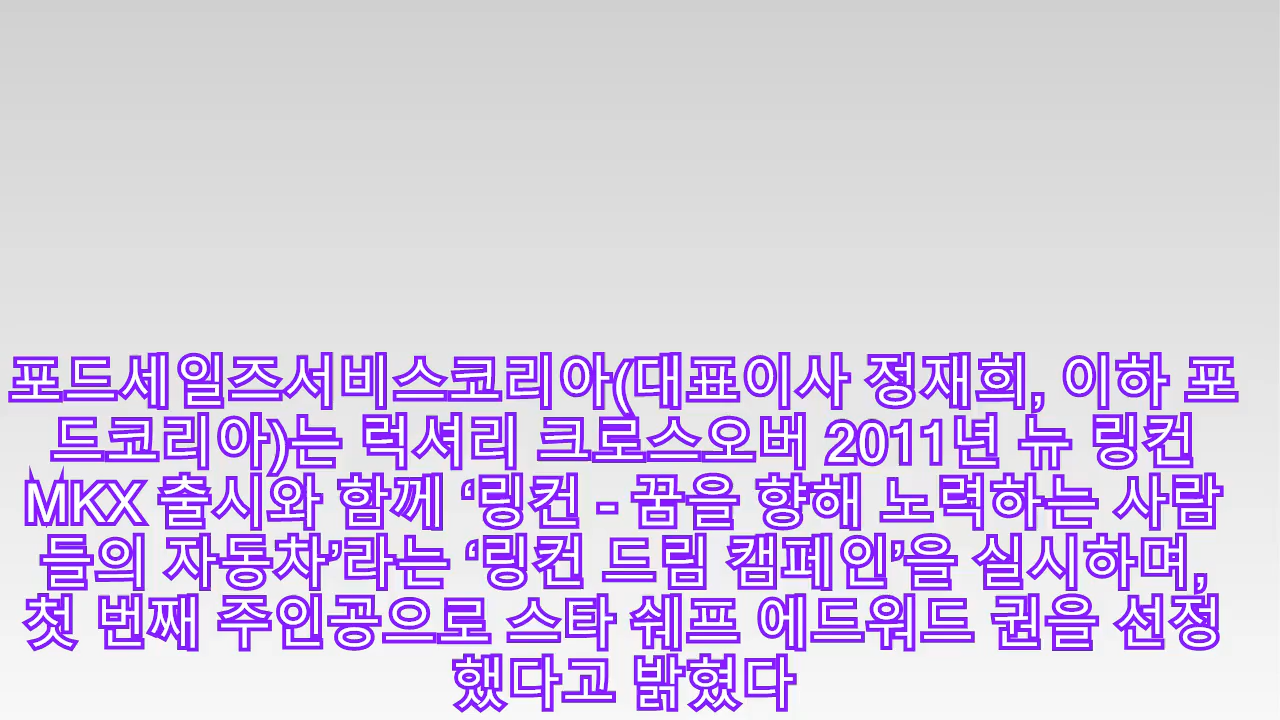 포드세일즈서비스코리아(대표이사 정재희, 이하 포
드코리아)는 럭셔리 크로스오버 2011년 뉴 링컨
MKX 출시와 함께 ‘링컨 - 꿈을 향해 노력하는 사람
들의 자동차’라는 ‘링컨 드림 캠페인’을 실시하며,
첫 번째 주인공으로 스타 쉐프 에드워드 권을 선정
했다고 밝혔다